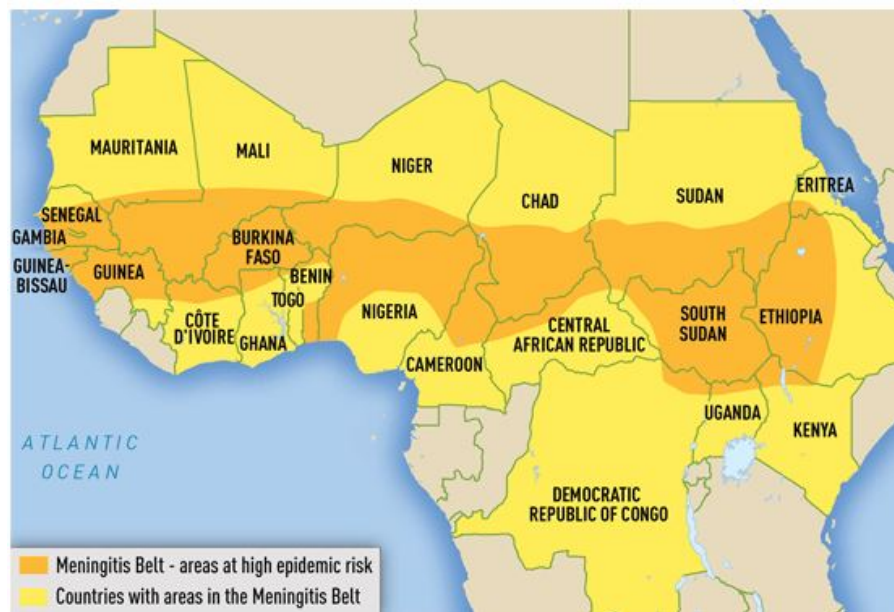 MAURITANIA
MALI
NIGER
CHAD
SUDAN
ERITREA
SENEGAL
GAMBIA
GUINEA-
BISSAU
GUINEA
BURKINA
FASO
BENIN
TOGO
CÔTE
D'IVOIRE
GHANA
NIGERIA
CAMEROON
CENTRAL
AFRICAN REPUBLIC
SOUTH
SUDAN
ETHIOPIA
UGANDA
KENYA
DEMOCRATIC
REPUBLIC OF CONGO
ATLANTIC
OCEAN
Meningitis Belt - areas at high epidemic risk
Countries with areas in the Meningitis Belt